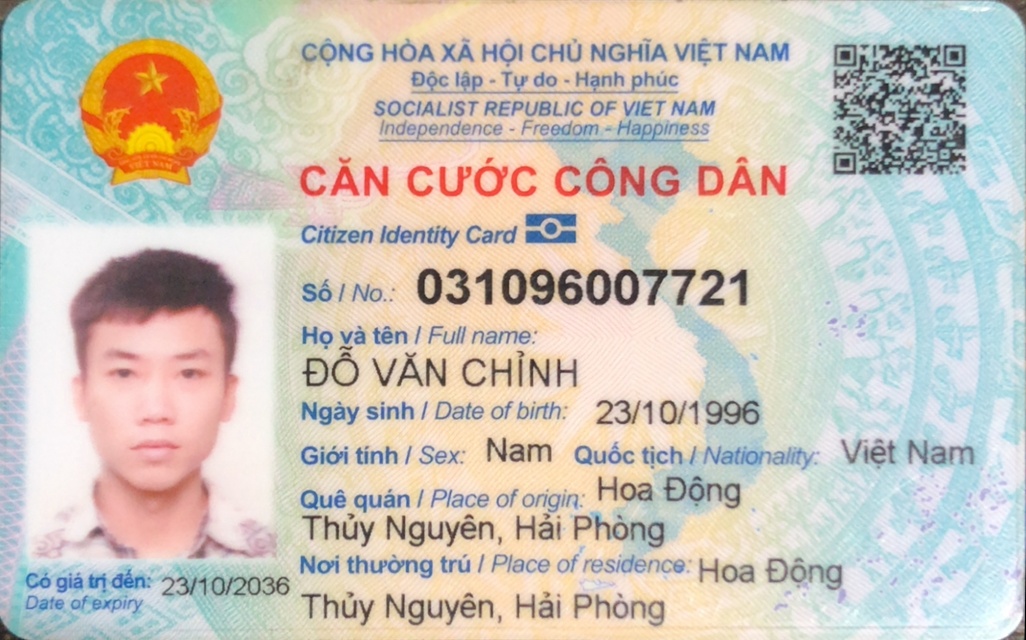 CỘNG HÒA XÃ HỘI CHỦ NGHĨA VIỆT NAM
Độc lập - Tự do - Hạnh phúc
SOCIALIST REPUBLIC OF VIET NAM
Independence - Freedom - Happiness
CĂN CƯỚC CÔNG DÂN
Citizen Identity Card
Số / No.: 031096007721
Họ và tên / Full name:
ĐỖ VĂN CHỈNH
Ngày sinh / Date of birth: 23/10/1996
Giới tính / Sex: Nam Quốc tịch / Nationality: Việt Nam
Quê quán / Place of origin: Hoa Động
Thủy Nguyên, Hải Phòng
Nơi thường trú / Place of residence: Hoa Động
Thủy Nguyên, Hải Phòng
Có giá trị đến: 23/10/2036
Date of expiry
VIỆT NAM